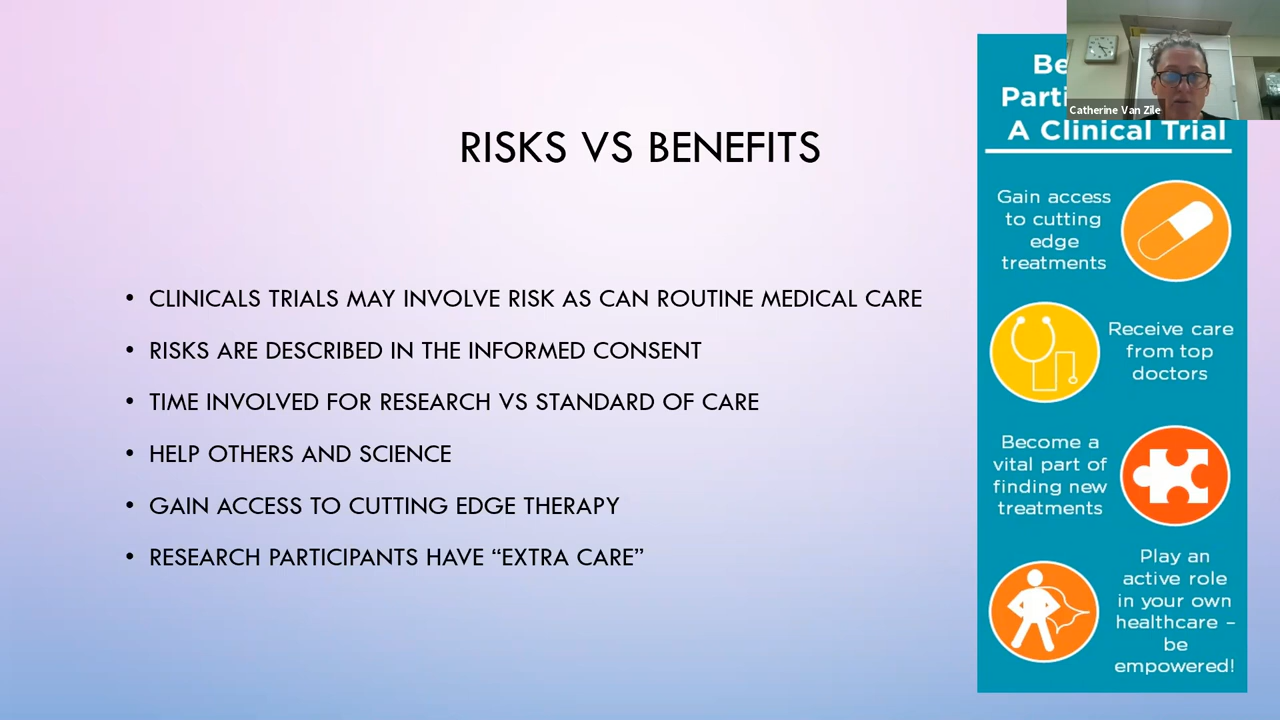 RISKS VS BENEFITS
• CLINICALS TRIALS MAY INVOLVE RISK AS CAN ROUTINE MEDICAL CARE
• RISKS ARE DESCRIBED IN THE INFORMED CONSENT
• TIME INVOLVED FOR RESEARCH VS STANDARD OF CARE
• HELP OTHERS AND SCIENCE
• GAIN ACCESS TO CUTTING EDGE THERAPY
• RESEARCH PARTICIPANTS HAVE “EXTRA CARE”
Catherine Van Zile
A Clinical Trial
Gain access
to cutting
edge
treatments
Receive care
from top
doctors
Become a
vital part of
finding new
treatments
Play an
active role
in your own
healthcare –
be
empowered!